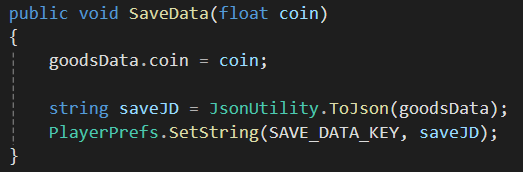 public void SaveData(float coin)
{
goodsData.coin = coin;
string saveJD = JsonUtility.ToJson(goodsData);
PlayerPrefs.SetString(SAVE_DATA_KEY, saveJD);
}